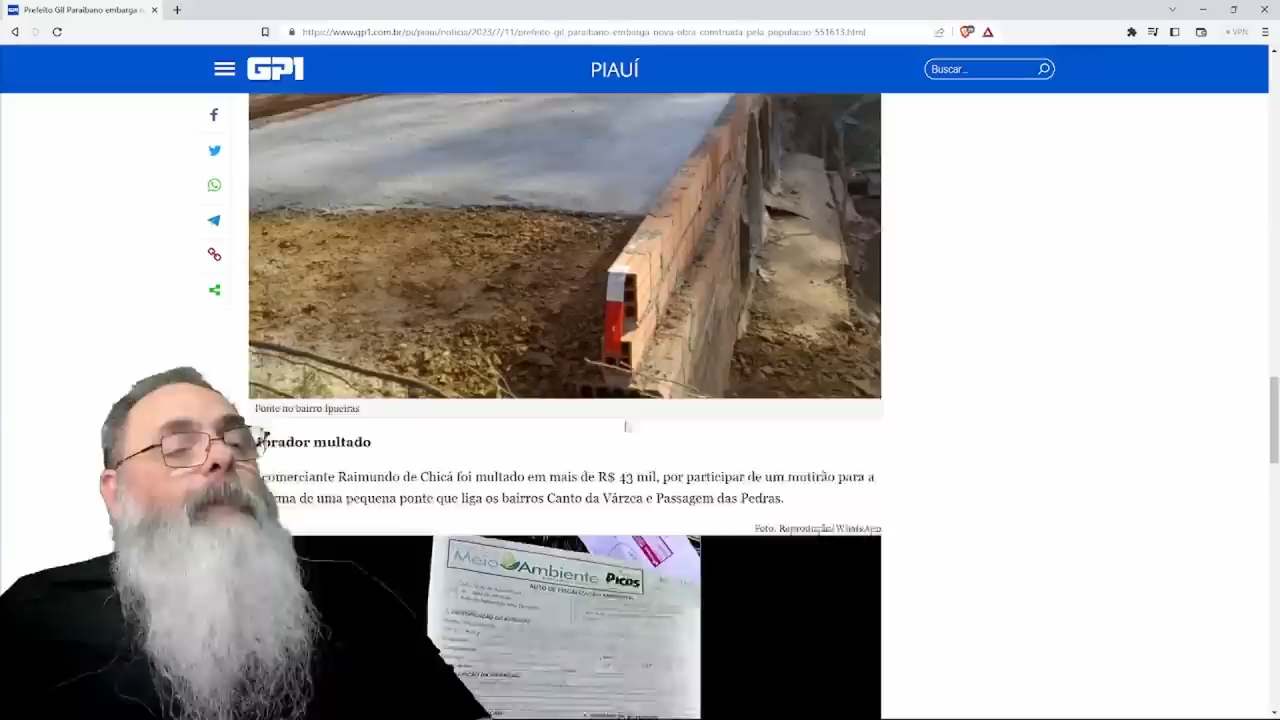 Prefeito Gil Paraibano embarga n
https://www.gp1.com.br/pi/piaui/noticia/2023/7/11/prefeito-gil-paraibano-embarga-nova-obra-construida-pela-populacao-551613.html
VPN
GP1
PIAUÍ
Buscar...
Ponte no bairro Ipueiras
orador multado
comerciante Raimundo de Chicá foi multado em mais de R$ 43 mil, por participar de um mutirão para a
rma de uma pequena ponte que liga os bairros Canto da Várzea e Passagem das Pedras.
Foto: Reprodução/WhatsApp
Meio Ambiente Picos
AUTO DE FISCALIZAÇÃO AMBIENTAL